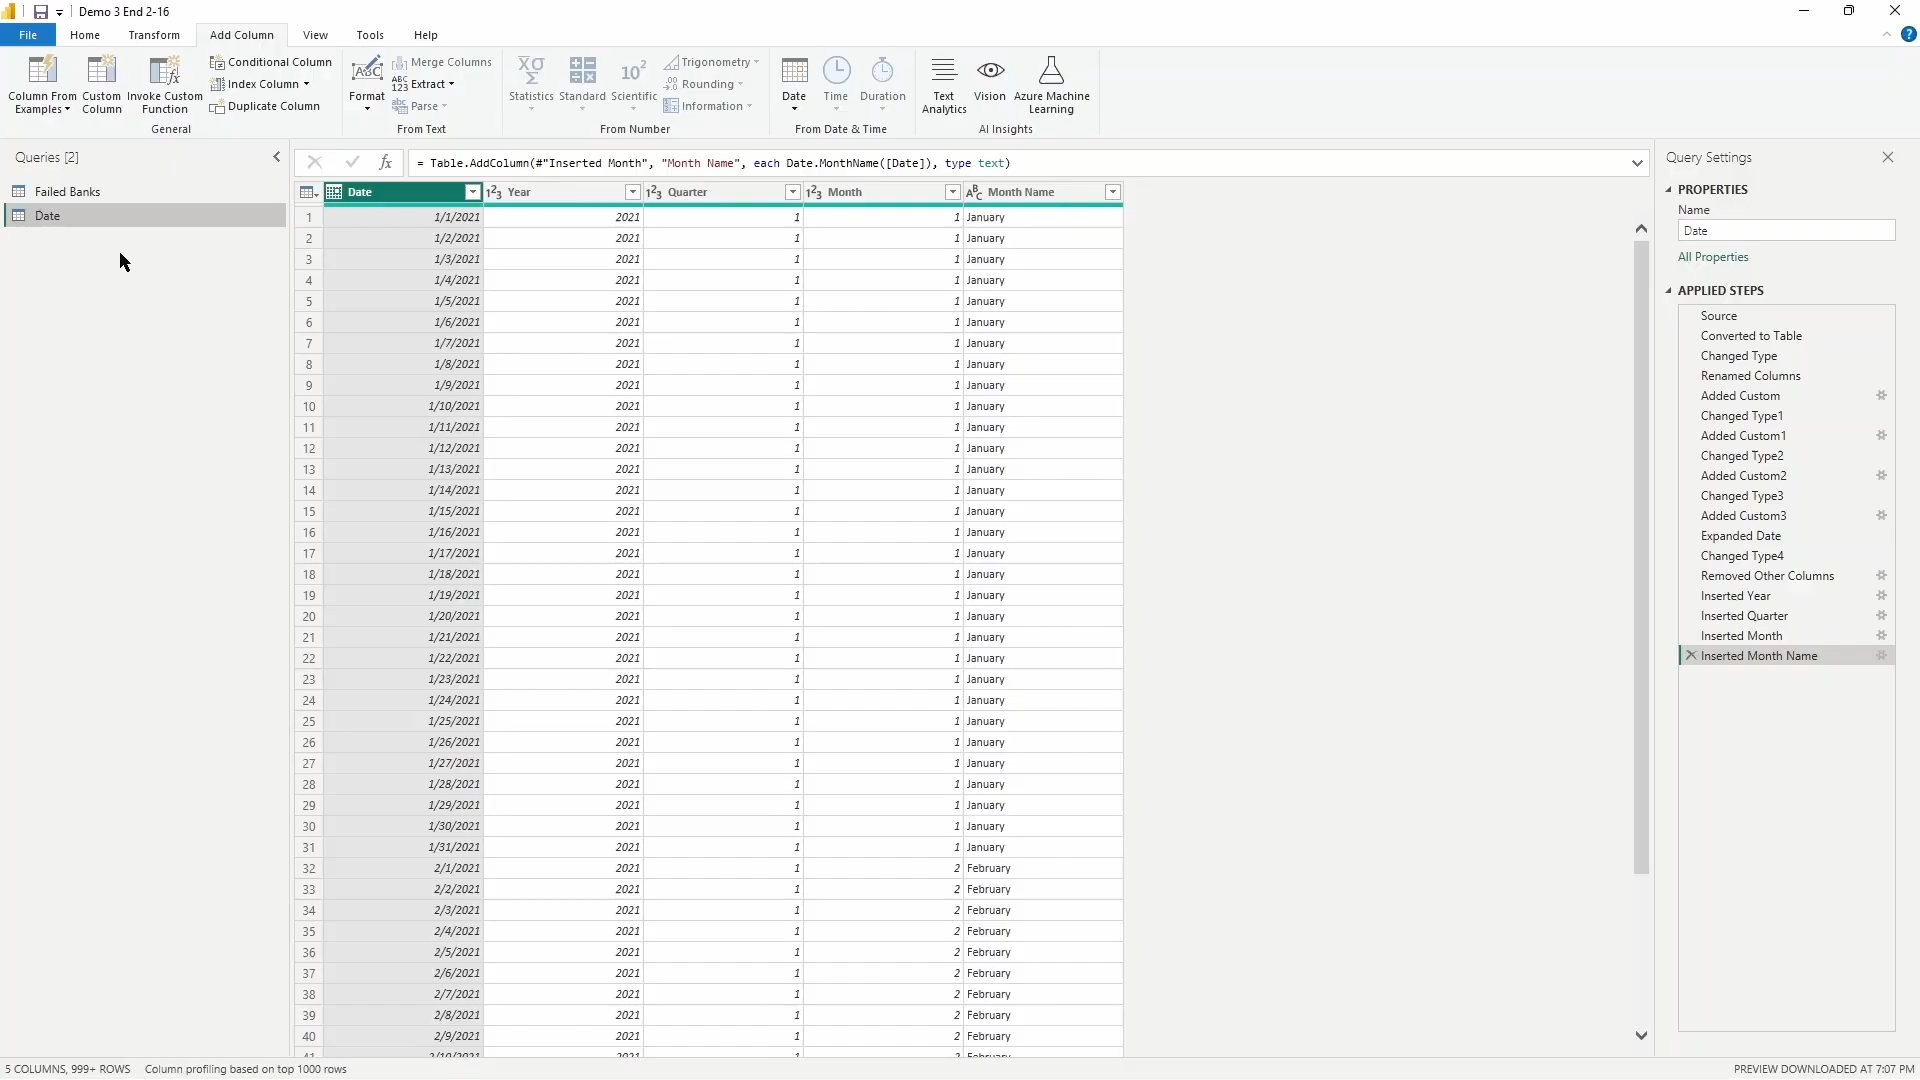 Demo 3 End 2-16
File Home Transform Add Column View Tools Help
Column From Examples
Custom Column
Invoke Custom Function
Conditional Column
Index Column
Duplicate Column
General
Format
Merge Columns
Extract
Parse
From Text
Statistics
Standard
Scientific
Trigonometry
Rounding
Information
From Number
Date
Time
Duration
From Date & Time
Text Analytics
Vision
Azure Machine Learning
AI Insights
Queries [2]
Failed Banks
Date
= Table.AddColumn(#"Inserted Month", "Month Name", each Date.MonthName([Date]), type text)
Date Year Quarter Month Month Name
1 1/1/2021 2021 1 1 January
2 1/2/2021 2021 1 1 January
3 1/3/2021 2021 1 1 January
4 1/4/2021 2021 1 1 January
5 1/5/2021 2021 1 1 January
6 1/6/2021 2021 1 1 January
7 1/7/2021 2021 1 1 January
8 1/8/2021 2021 1 1 January
9 1/9/2021 2021 1 1 January
10 1/10/2021 2021 1 1 January
11 1/11/2021 2021 1 1 January
12 1/12/2021 2021 1 1 January
13 1/13/2021 2021 1 1 January
14 1/14/2021 2021 1 1 January
15 1/15/2021 2021 1 1 January
16 1/16/2021 2021 1 1 January
17 1/17/2021 2021 1 1 January
18 1/18/2021 2021 1 1 January
19 1/19/2021 2021 1 1 January
20 1/20/2021 2021 1 1 January
21 1/21/2021 2021 1 1 January
22 1/22/2021 2021 1 1 January
23 1/23/2021 2021 1 1 January
24 1/24/2021 2021 1 1 January
25 1/25/2021 2021 1 1 January
26 1/26/2021 2021 1 1 January
27 1/27/2021 2021 1 1 January
28 1/28/2021 2021 1 1 January
29 1/29/2021 2021 1 1 January
30 1/30/2021 2021 1 1 January
31 1/31/2021 2021 1 1 January
32 2/1/2021 2021 1 2 February
33 2/2/2021 2021 1 2 February
34 2/3/2021 2021 1 2 February
35 2/4/2021 2021 1 2 February
36 2/5/2021 2021 1 2 February
37 2/6/2021 2021 1 2 February
38 2/7/2021 2021 1 2 February
39 2/8/2021 2021 1 2 February
40 2/9/2021 2021 1 2 February
41 2/10/2021 2021 1 2 February
Query Settings
PROPERTIES
Name
Date
All Properties
APPLIED STEPS
Source
Converted to Table
Changed Type
Renamed Columns
Added Custom
Changed Type1
Added Custom1
Changed Type2
Added Custom2
Changed Type3
Added Custom3
Expanded Date
Changed Type4
Removed Other Columns
Inserted Year
Inserted Quarter
Inserted Month
Inserted Month Name
5 COLUMNS, 999+ ROWS Column profiling based on top 1000 rows
PREVIEW DOWNLOADED AT 7:07 PM